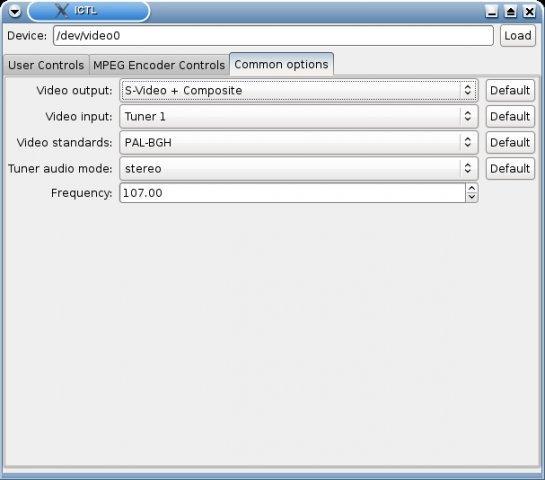 ICTL
Device: /dev/video0 Load
User Controls MPEG Encoder Controls Common options
Video output: S-Video + Composite Default
Video input: Tuner 1 Default
Video standards: PAL-BGH Default
Tuner audio mode: stereo Default
Frequency: 107.00